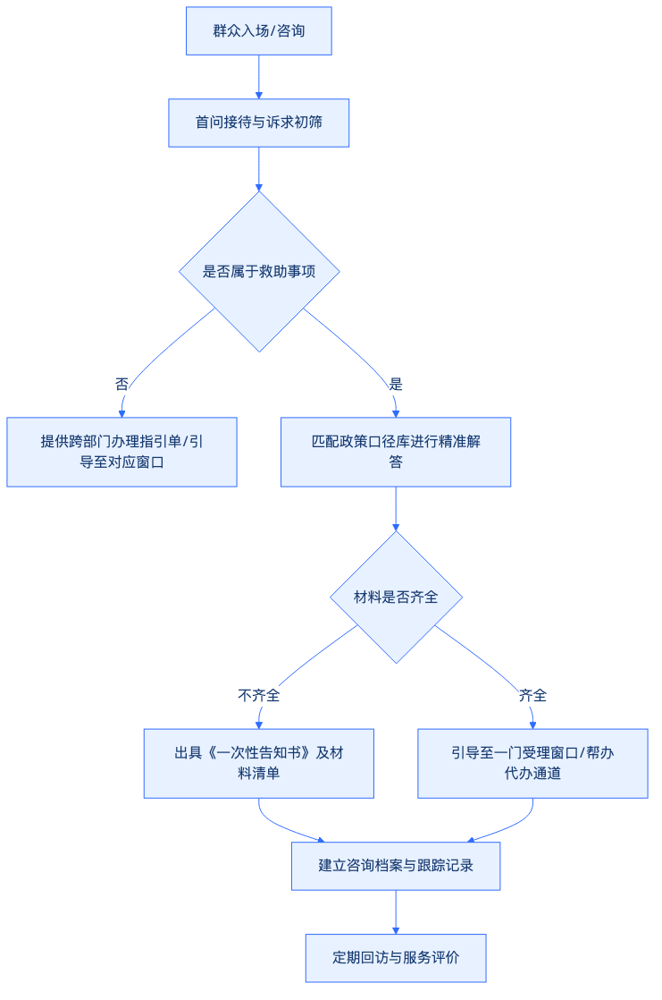 群众入场/咨询
首问接待与诉求初筛
是否属于救助事项
否
是
提供跨部门办理指引单/引
导至对应窗口
匹配政策口径库进行精准解
答
材料是否齐全
不齐全
齐全
出具《一次性告知书》及材
料清单
引导至一门受理窗口/帮办
代办通道
建立咨询档案与跟踪记录
定期回访与服务评价